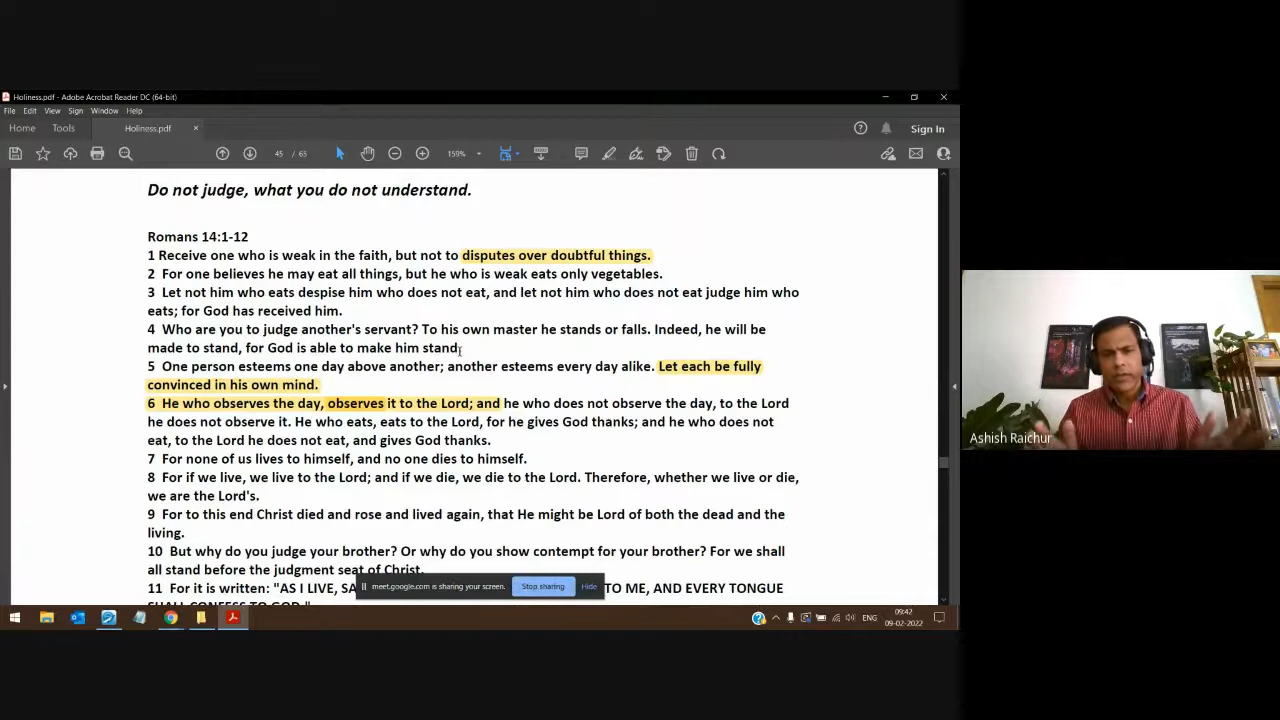 Holiness.pdf - Adobe Acrobat Reader DC (64-bit)
File Edit View Sign Window Help
Home Tools Holiness.pdf × Sign In
45 / 65 159%
Do not judge, what you do not understand.
Romans 14:1-12
1 Receive one who is weak in the faith, but not to disputes over doubtful things.
2 For one believes he may eat all things, but he who is weak eats only vegetables.
3 Let not him who eats despise him who does not eat, and let not him who does not eat judge him who
eats; for God has received him.
4 Who are you to judge another's servant? To his own master he stands or falls. Indeed, he will be
made to stand, for God is able to make him stand.
5 One person esteems one day above another; another esteems every day alike. Let each be fully
convinced in his own mind.
6 He who observes the day, observes it to the Lord; and he who does not observe the day, to the Lord
he does not observe it. He who eats, eats to the Lord, for he gives God thanks; and he who does not
eat, to the Lord he does not eat, and gives God thanks.
7 For none of us lives to himself, and no one dies to himself.
8 For if we live, we live to the Lord; and if we die, we die to the Lord. Therefore, whether we live or die,
we are the Lord's.
9 For to this end Christ died and rose and lived again, that He might be Lord of both the dead and the
living.
10 But why do you judge your brother? Or why do you show contempt for your brother? For we shall
all stand before the judgment seat of Christ.
11 For it is written: "AS I LIVE, TO ME, AND EVERY TONGUE
meet.google.com is sharing your screen. Stop sharing Hide
ENG 09:42
09-02-2022
Ashish Raichur